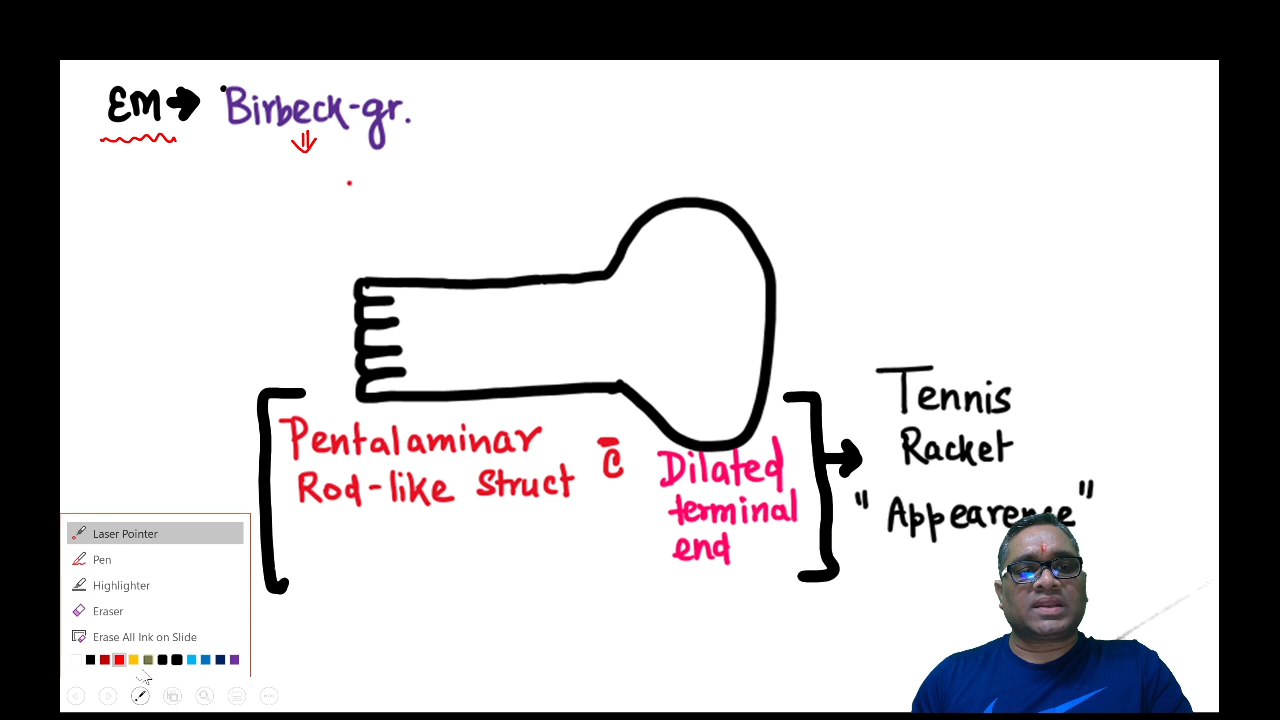 EM → Birbeck-gr.
Pentalaminar
Rod-like Struct c̄
Dilated
terminal
end
Tennis
Racket
"Appearence"
Laser Pointer
Pen
Highlighter
Eraser
Erase All Ink on Slide